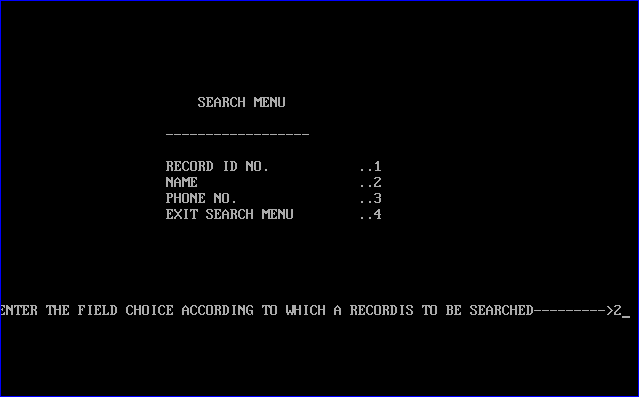 SEARCH MENU
------------------
RECORD ID NO. ..1
NAME ..2
PHONE NO. ..3
EXIT SEARCH MENU ..4
ENTER THE FIELD CHOICE ACCORDING TO WHICH A RECORDIS TO BE SEARCHED--------->2_